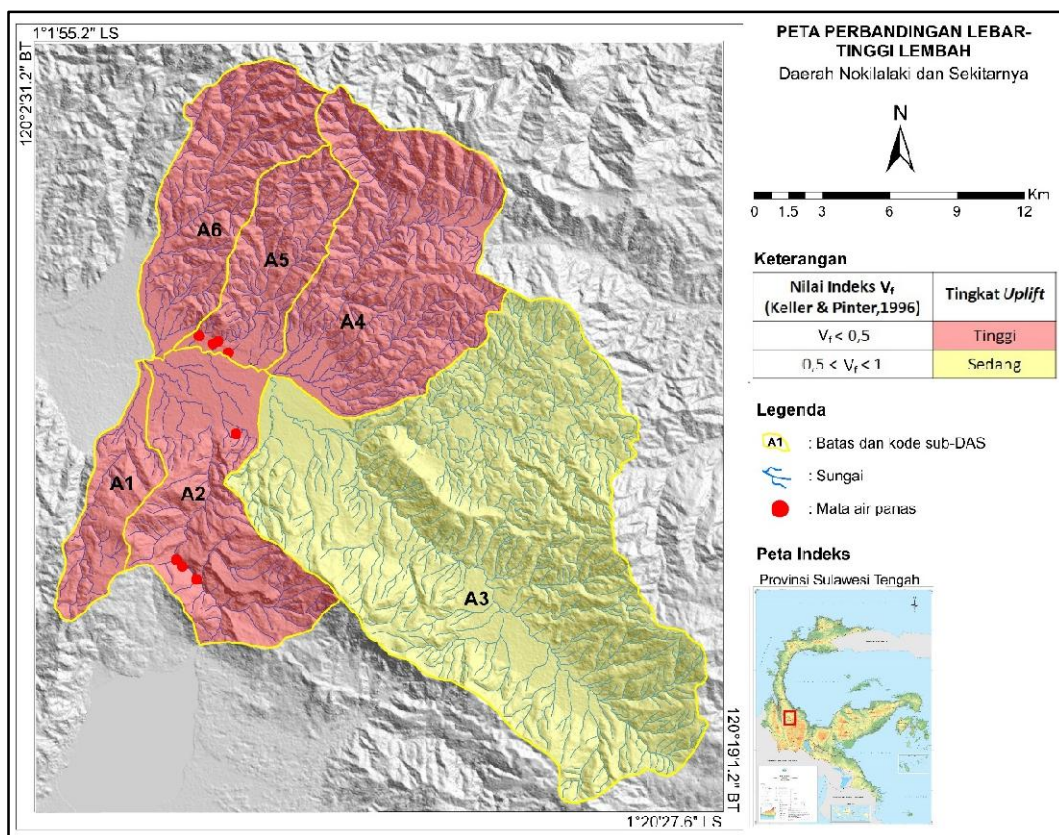 1°1'55.2" LS
120°2'31.2" BT
A6
A5
A4
A1
A2
A3
120°19'1.2" BT
1°20'27.6" LS
PETA PERBANDINGAN LEBAR-
TINGGI LEMBAH
Daerah Nokilalaki dan Sekitarnya
N
Km
0 1.5 3 6 9 12
Keterangan
Nilai Indeks Vf
(Keller & Pinter,1996)
Tingkat Uplift
Vf < 0,5
Tinggi
0,5 < Vf < 1
Sedang
Legenda
A1 : Batas dan kode sub-DAS
: Sungai
: Mata air panas
Peta Indeks
Provinsi Sulawesi Tengah